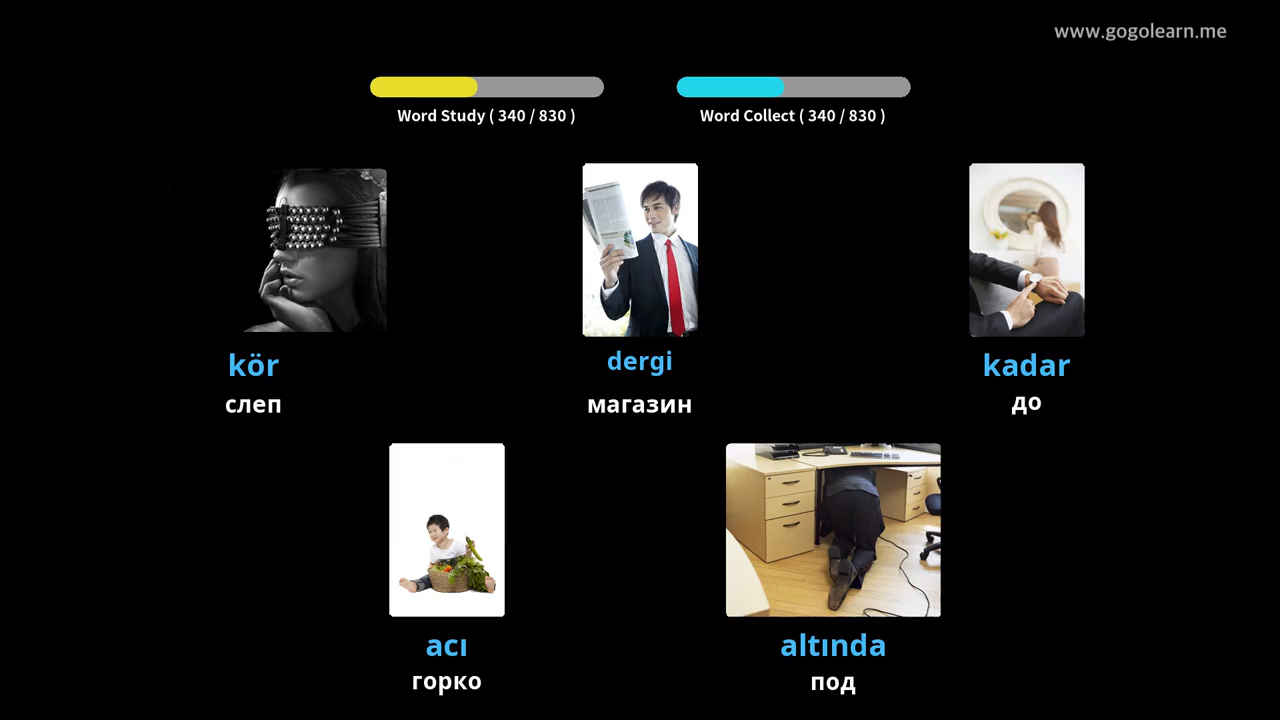 www.gogolearn.me
Word Study ( 340 / 830 )
Word Collect ( 340 / 830 )
kör
слеп
dergi
магазин
kadar
до
acı
горко
altında
под